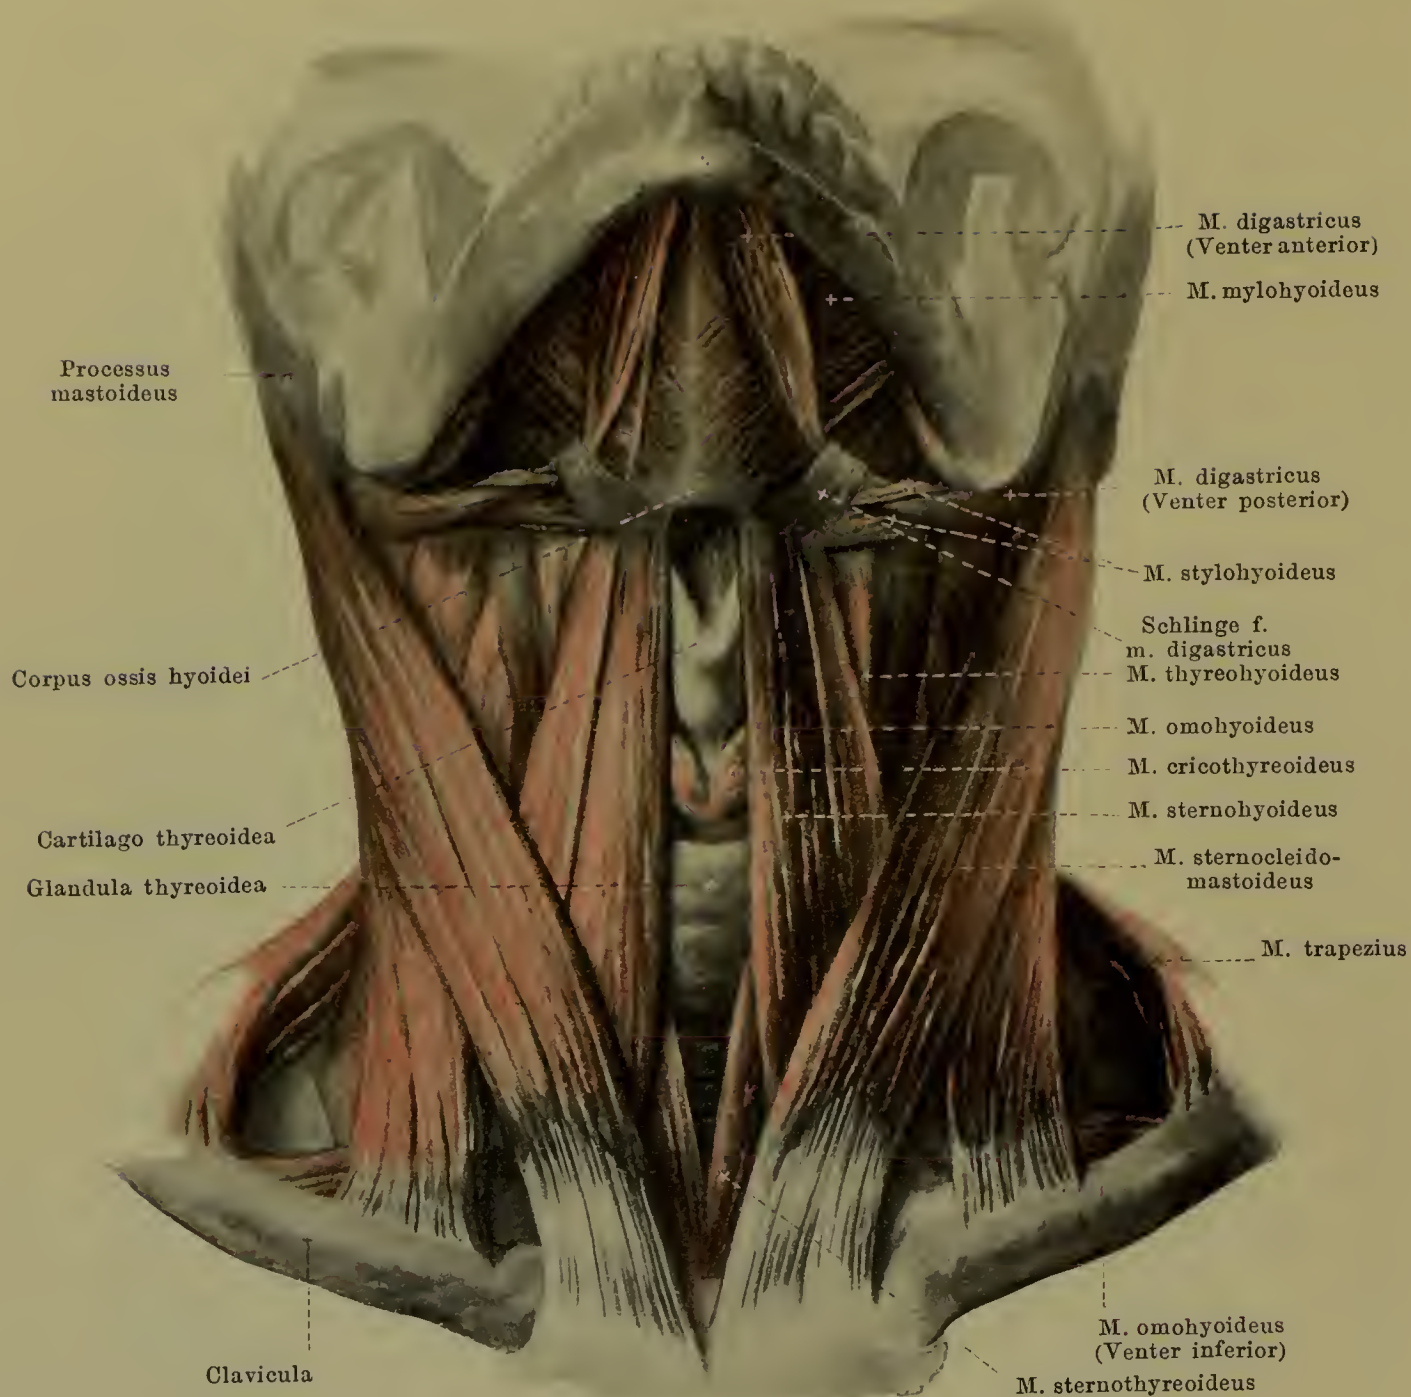 M. digastricus
(Venter anterior)
M. mylohyoideus
Processus
mastoideus
M. digastricus
(Venter posterior)
M. stylohyoideus
Schlinge f.
m. digastricus
Corpus ossis hyoidei
M. thyreohyoideus
M. omohyoideus
M. cricothyreoideus
M. sternohyoideus
Cartilago thyreoidea
M. sternocleido-
mastoideus
Glandula thyreoidea
M. trapezius
M. omohyoideus
(Venter inferior)
Clavicula
M. sternothyreoideus